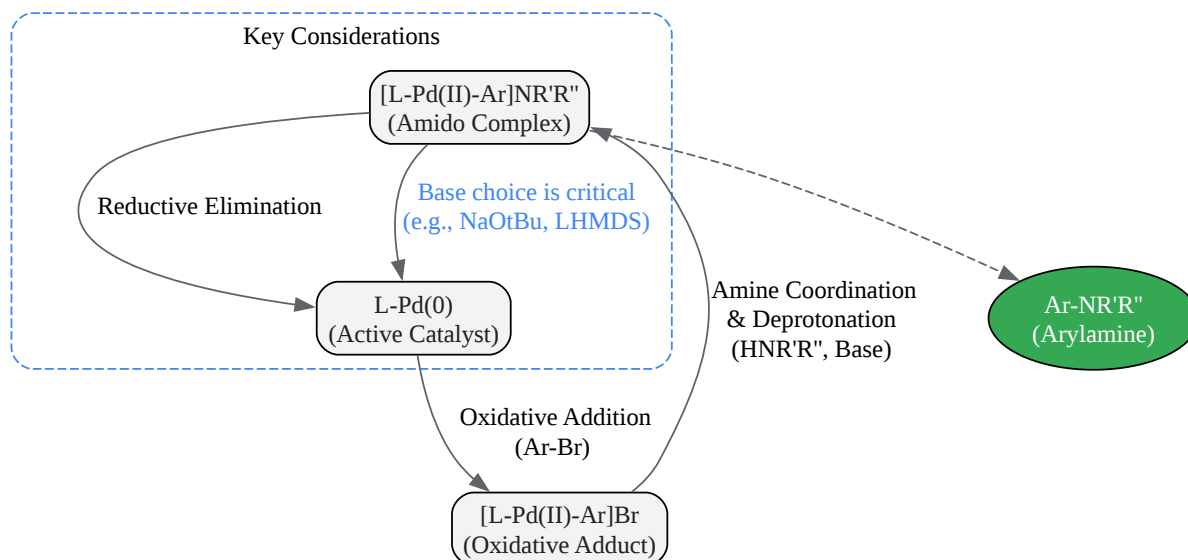 Key Considerations
[L-Pd(II)-Ar]NR'R"
(Amido Complex)
Reductive Elimination
Base choice is critical
(e.g., NaOtBu, LHMDS)
L-Pd(0)
(Active Catalyst)
Amine Coordination
& Deprotonation
(HNR'R", Base)
Ar-NR'R"
(Arylamine)
Oxidative Addition
(Ar-Br)
[L-Pd(II)-Ar]Br
(Oxidative Adduct)